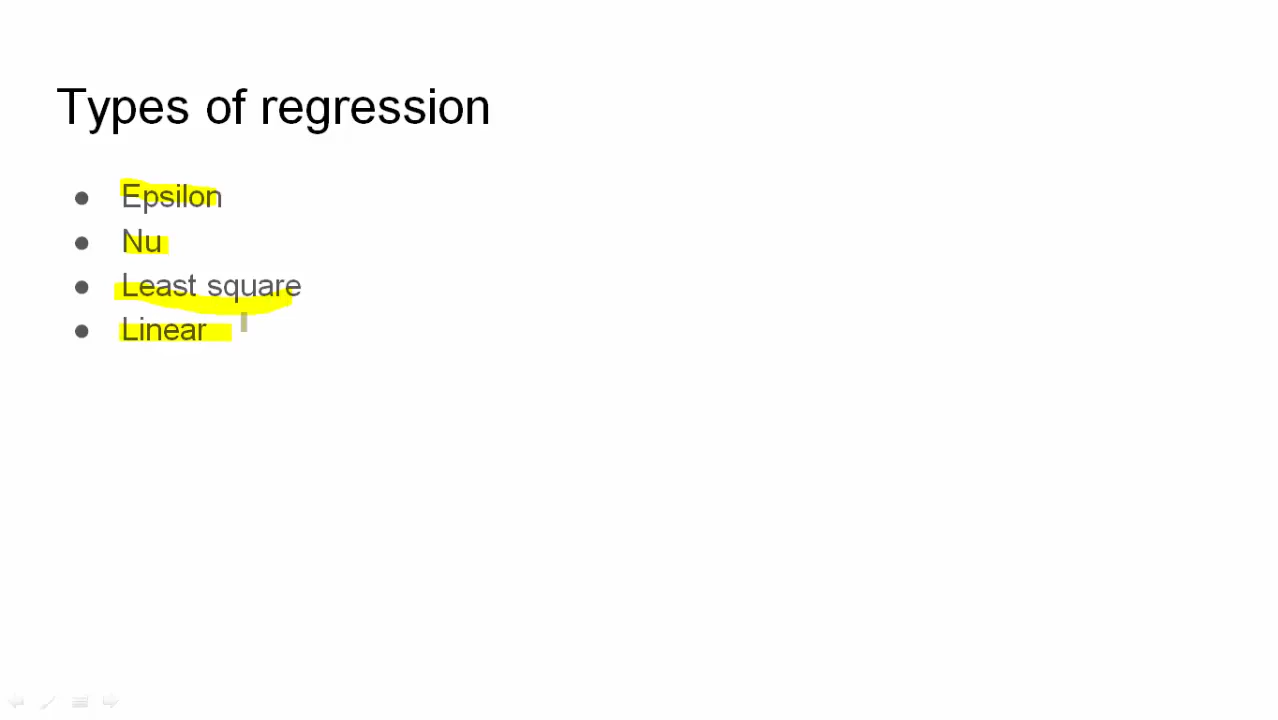 Types of regression
● Epsilon
● Nu
● Least square
● Linear